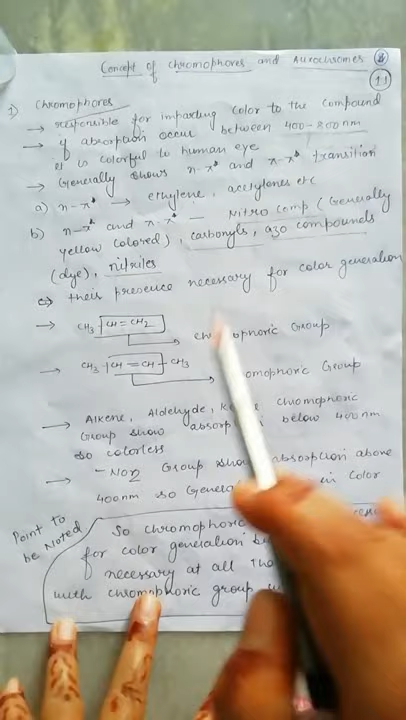 Concept of chromophores and Auxochromes 8
11
1) Chromophores
→ responsible for imparting color to the compound
→ if absorption occur between 400-800nm
it is colorful to human eye
→ Generally shows n-π* and π-π* transition
a) π-π* → ethylene, acetylenes etc
b) n-π* and π-π* - Nitro comp (Generally
yellow colored), carbonyls, azo compounds
(dye), nitriles
c) their presence necessary for color generation
→ CH3-CH=CH2
Group
→ CH3-CH=CH-CH3
Group
→ Alkene, Aldehyde, chromophoric
Group show below 400nm
so colorless
→ -NO2 Group absorption above
400nm so in color
Point to
be Noted
So chromophoric
for color generation
necessary at all
with chromophoric group